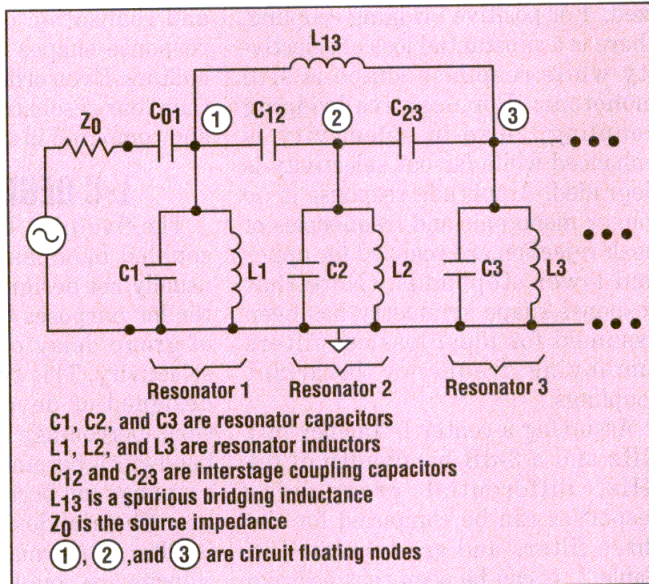 L13
Z0 C01 1 C12 2 C23 3
C1 L1 C2 L2 C3 L3
Resonator 1 Resonator 2 Resonator 3
C1, C2, and C3 are resonator capacitors
L1, L2, and L3 are resonator inductors
C12 and C23 are interstage coupling capacitors
L13 is a spurious bridging inductance
Z0 is the source impedance
1, 2, and 3 are circuit floating nodes